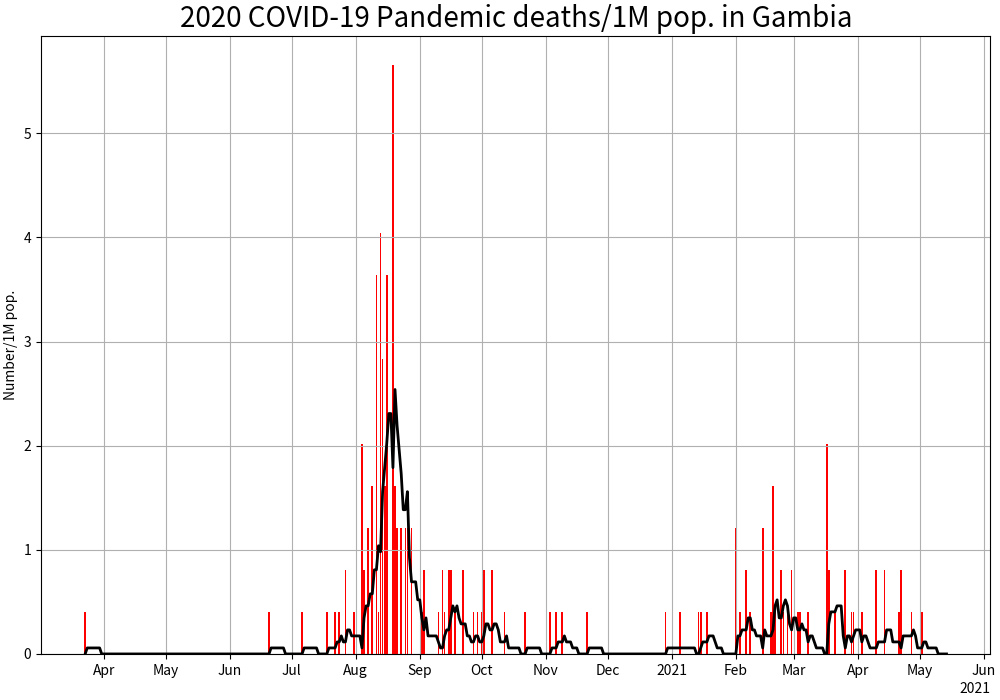 2020 COVID-19 Pandemic deaths/1M pop. in Gambia
Number/1M pop.
5
4
3
2
1
0
Apr May Jun Jul Aug Sep Oct Nov Dec 2021 Feb Mar Apr May Jun
2021